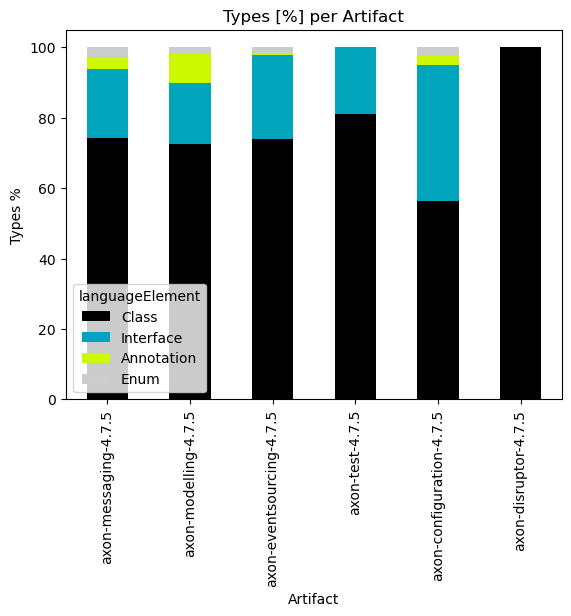 Types [%] per Artifact
Types %
100
80
60
40
20
0
languageElement
Class
Interface
Annotation
Enum
axon-messaging-4.7.5
axon-modelling-4.7.5
axon-eventsourcing-4.7.5
axon-test-4.7.5
axon-configuration-4.7.5
axon-disruptor-4.7.5
Artifact